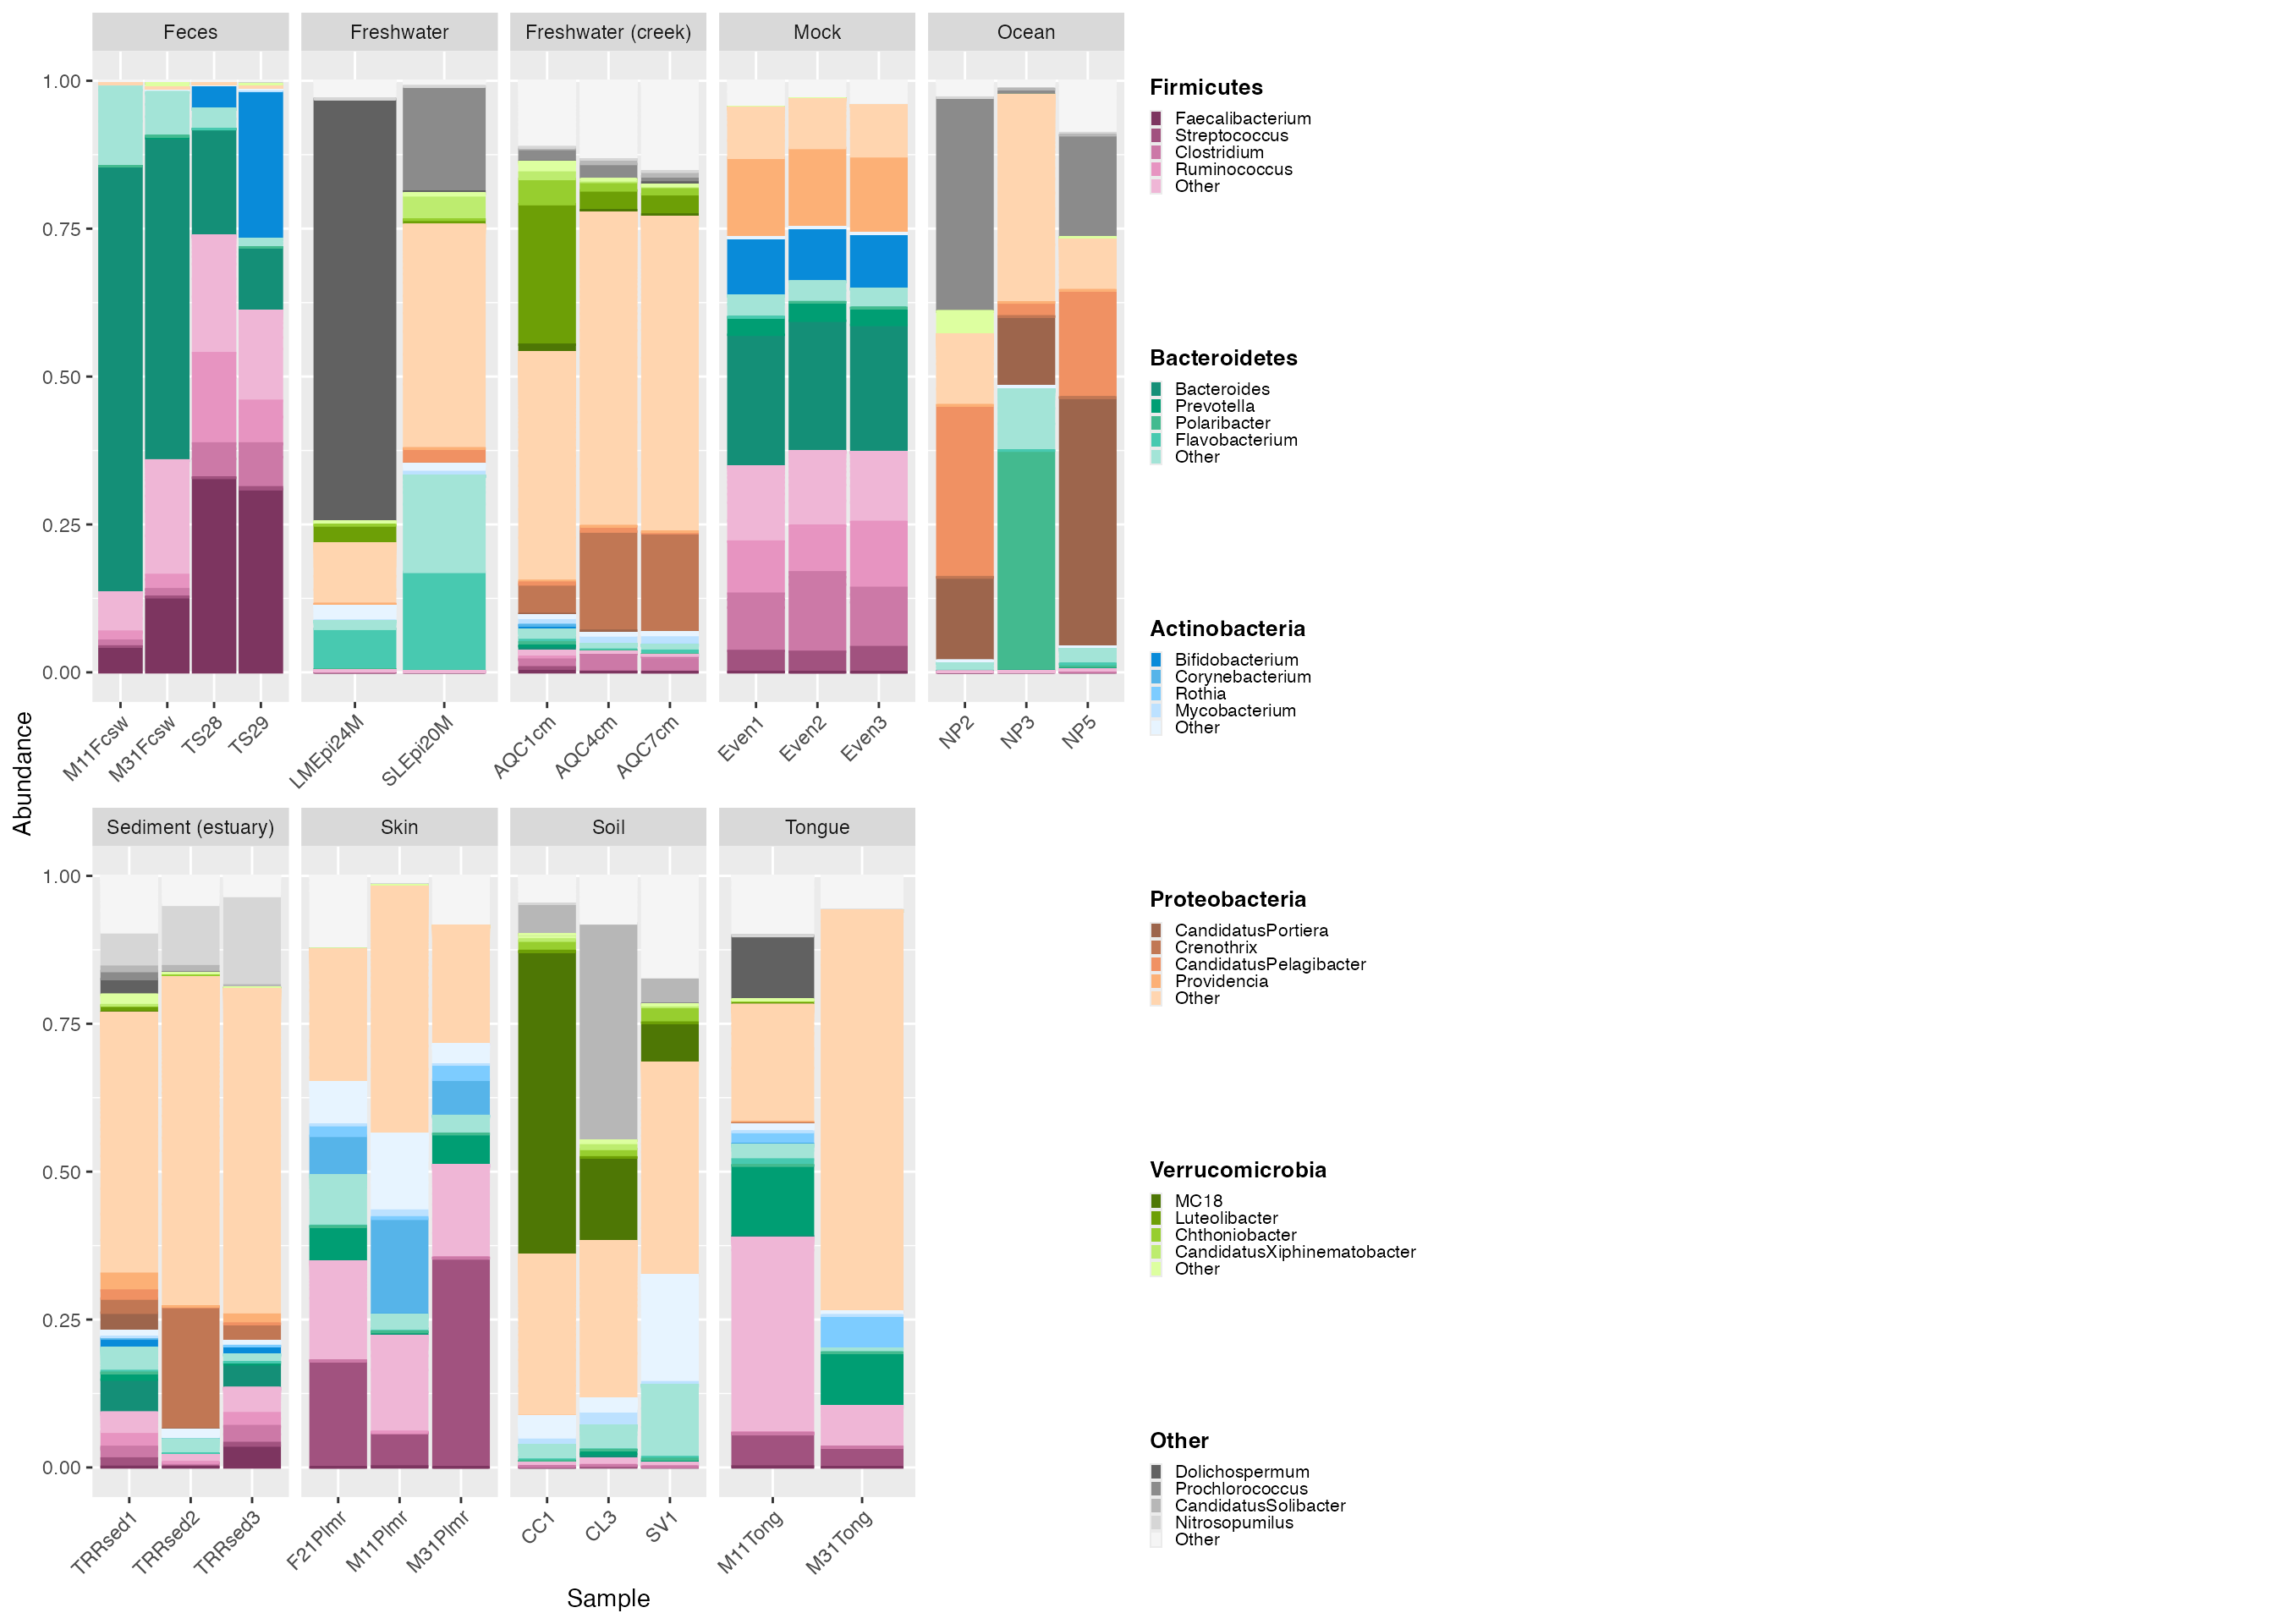 Feces
Freshwater
Freshwater (creek)
Mock
Ocean
1.00
0.75
0.50
0.25
0.00
M11Fcsw
M31Fcsw
TS28
TS29
LMEpi24M
SLEpi20M
AQC1cm
AQC4cm
AQC7cm
Even1
Even2
Even3
NP2
NP3
NP5
Abundance
Sediment (estuary)
Skin
Soil
Tongue
1.00
0.75
0.50
0.25
0.00
TRRsed1
TRRsed2
TRRsed3
F21Plmr
M11Plmr
M31Plmr
CC1
CL3
SV1
M11Tong
M31Tong
Sample
Firmicutes
Faecalibacterium
Streptococcus
Clostridium
Ruminococcus
Other
Bacteroidetes
Bacteroides
Prevotella
Polaribacter
Flavobacterium
Other
Actinobacteria
Bifidobacterium
Corynebacterium
Rothia
Mycobacterium
Other
Proteobacteria
CandidatusPortiera
Crenothrix
CandidatusPelagibacter
Providencia
Other
Verrucomicrobia
MC18
Luteolibacter
Chthoniobacter
CandidatusXiphinematobacter
Other
Other
Dolichospermum
Prochlorococcus
CandidatusSolibacter
Nitrosopumilus
Other